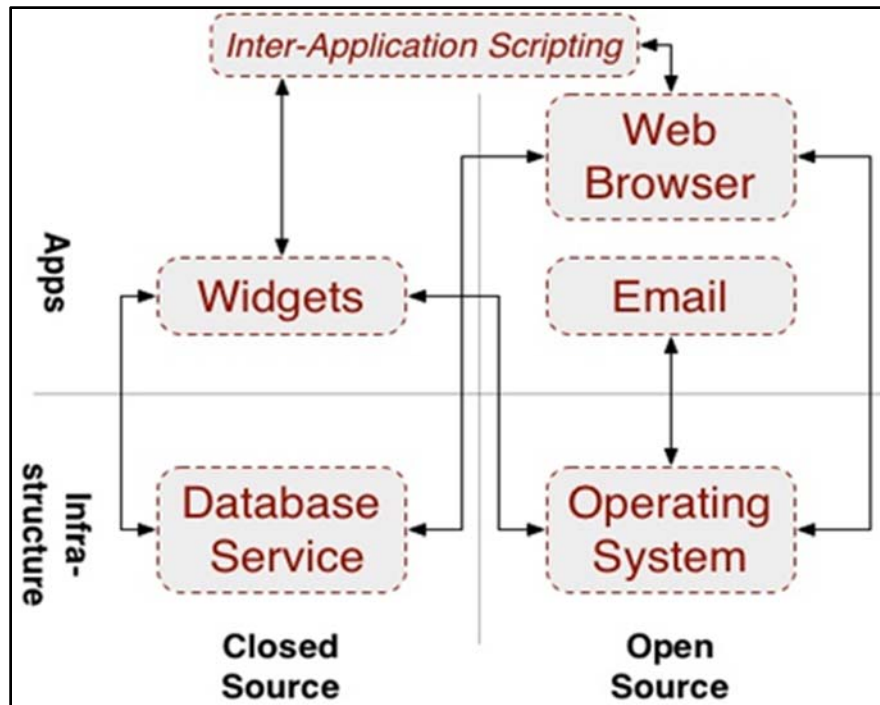 Inter-Application Scripting
Web
Browser
Apps
Widgets
Email
Infra-
structure
Database
Service
Operating
System
Closed
Source
Open
Source